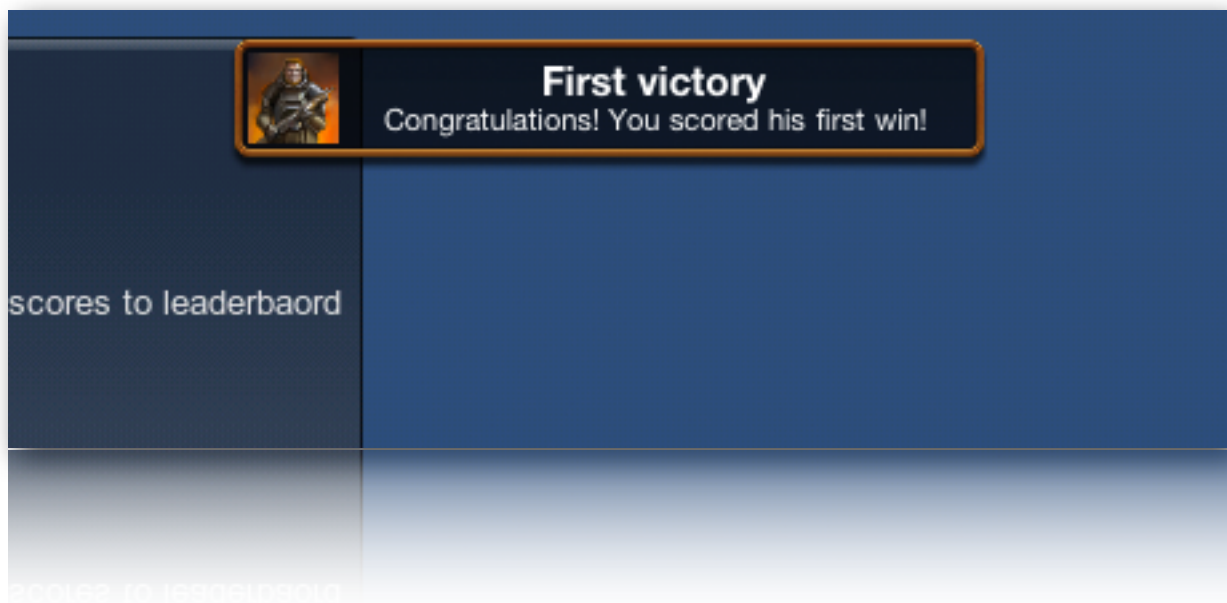 First victory
Congratulations! You scored his first win!
scores to leaderbaord